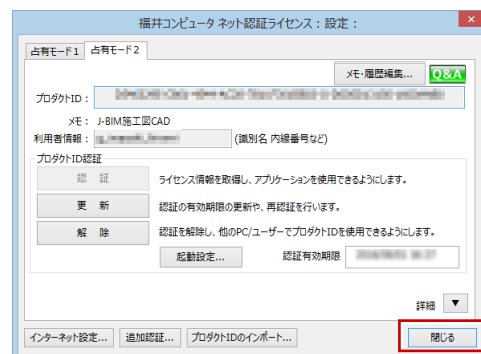 福井コンピュータ ネット認証ライセンス：設定：
×
占有モード1 占有モード2
メモ・履歴編集... Q&A
プロダクトID：
メモ： J-BIM施工図CAD
利用者情報： (識別名 内線番号など)
プロダクトID認証
認 証 ライセンス情報を取得し、アプリケーションを使用できるようにします。
更 新 認証の有効期限の更新や、再認証を行います。
解 除 認証を解除し、他のPC/ユーザーでプロダクトIDを使用できるようにします。
起動設定... 認証有効期限
詳細 ▼
インターネット設定... 追加認証... プロダクトIDのインポート... 閉じる